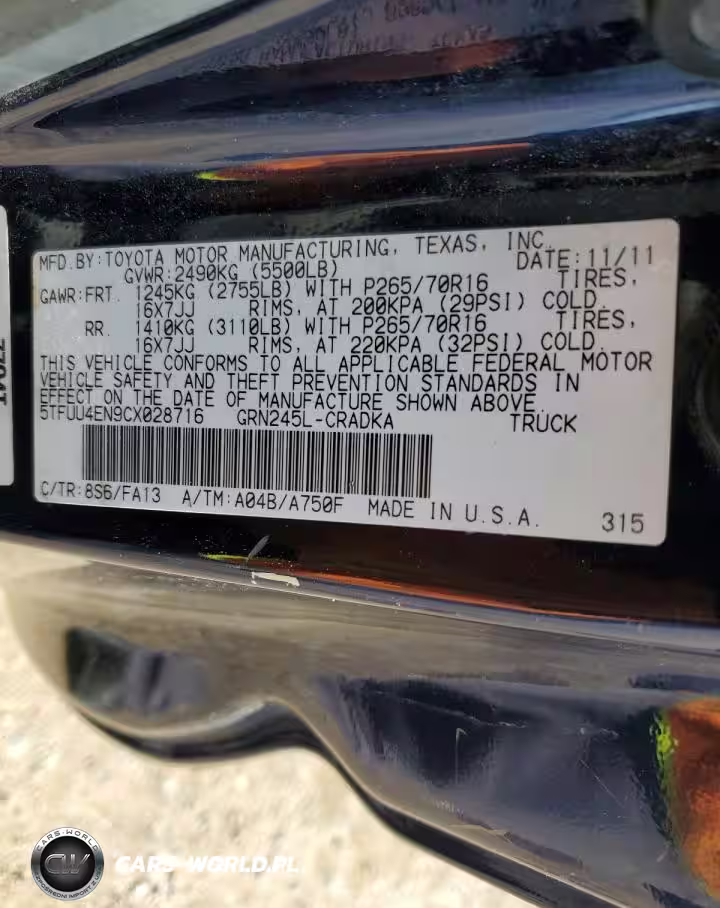 MFD.BY:TOYOTA MOTOR MANUFACTURING, TEXAS, INC.
GVWR:2490KG (5500LB) DATE:11/11
GAWR:FRT. 1245KG (2755LB) WITH P265/70R16 TIRES,
16X7JJ RIMS, AT 200KPA (29PSI) COLD.
RR. 1410KG (3110LB) WITH P265/70R16 TIRES,
16X7JJ RIMS, AT 220KPA (32PSI) COLD.
THIS VEHICLE CONFORMS TO ALL APPLICABLE FEDERAL MOTOR
VEHICLE SAFETY AND THEFT PREVENTION STANDARDS IN
EFFECT ON THE DATE OF MANUFACTURE SHOWN ABOVE.
5TFUU4EN9CX028716 GRN245L-CRADKA TRUCK
C/TR:8S6/FA13 A/TM:A04B/A750F MADE IN U.S.A. 315
CARS-WORLD
CW
CARS-WORLD.PL